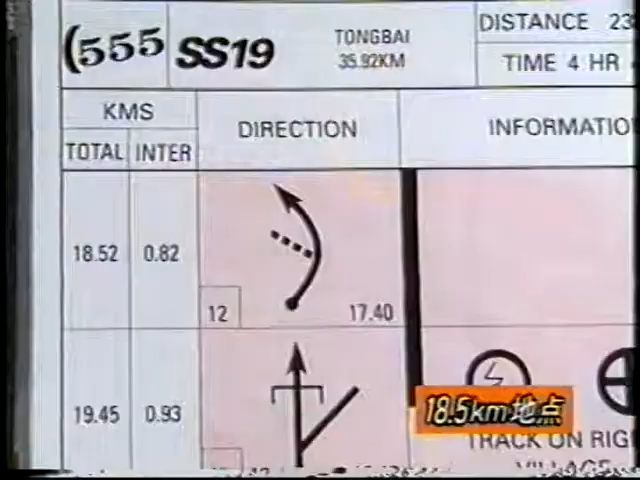 (555 SS19
TONGBAI
35.92KM
DISTANCE 23
TIME 4 HR
KMS
TOTAL INTER
DIRECTION
INFORMATIO
18.52 0.82
12
17.40
19.45 0.93
18.5km地点
TRACK ON RIG
VILLAGE